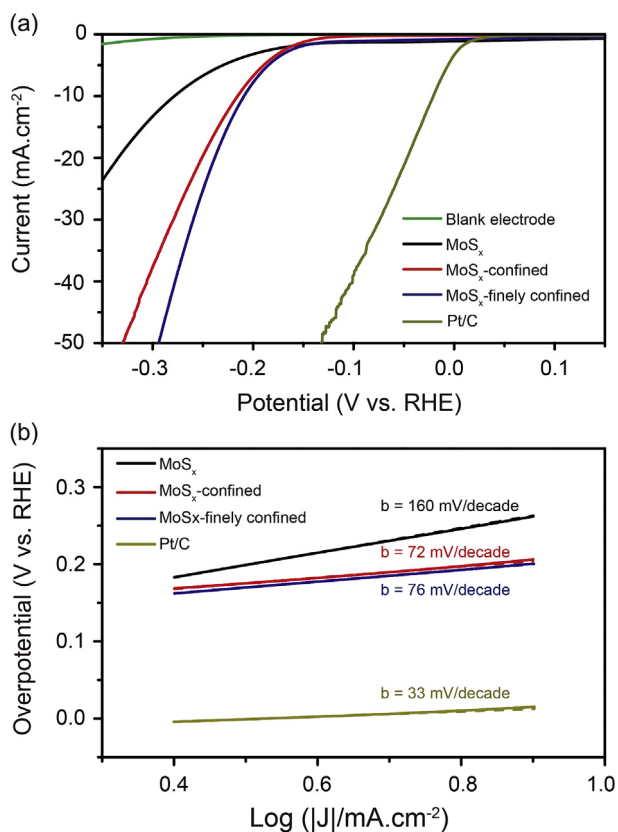 (a)
0
-10
-20
-30
-40
-50
Current (mA.cm⁻²)
Blank electrode
MoSₓ
MoSₓ-confined
MoSₓ-finely confined
Pt/C
-0.3 -0.2 -0.1 0.0 0.1
Potential (V vs. RHE)
(b)
MoSₓ
MoSₓ-confined
MoSx-finely confined
Pt/C
0.3
0.2
0.1
0.0
Overpotential (V vs. RHE)
b = 160 mV/decade
b = 72 mV/decade
b = 76 mV/decade
b = 33 mV/decade
0.4 0.6 0.8 1.0
Log (|J|/mA.cm⁻²)